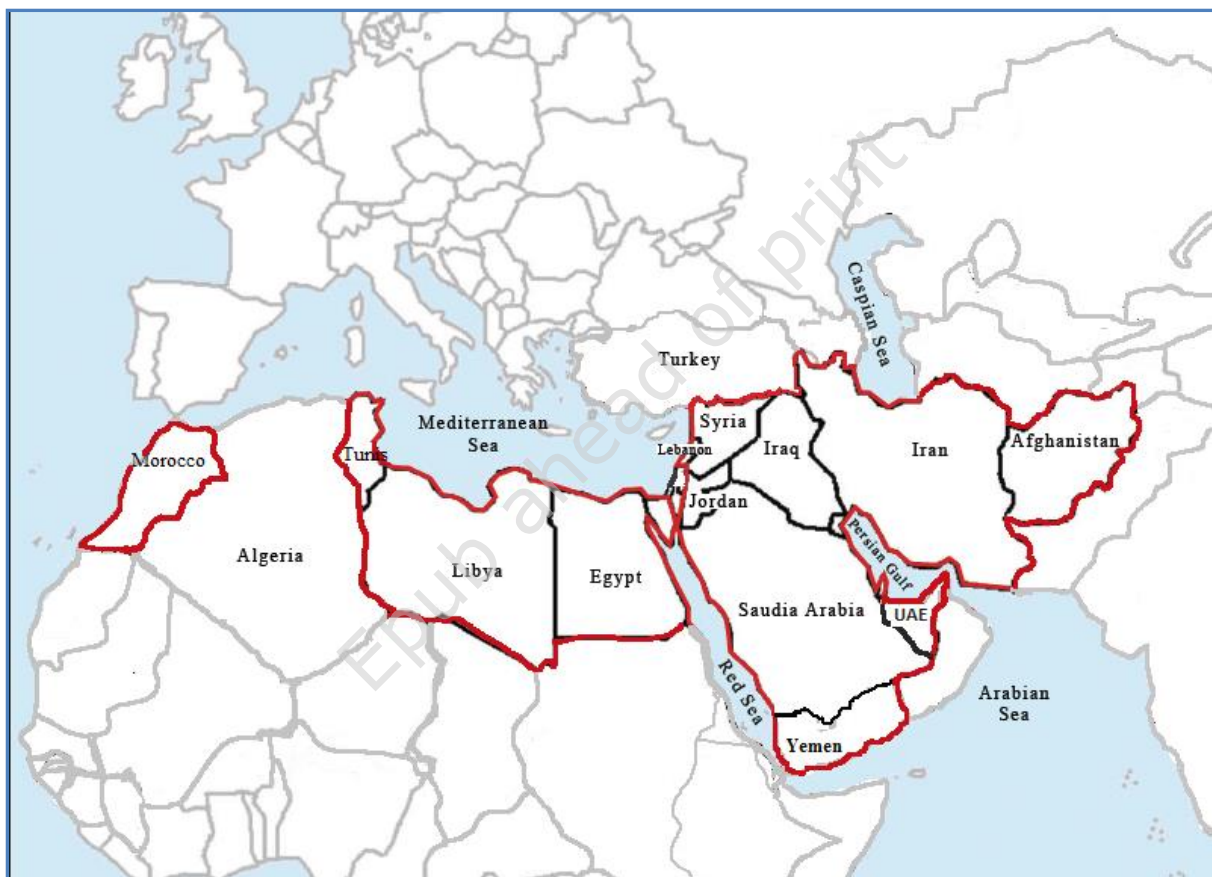 Caspian Sea
Turkey
Mediterranean
Sea
Syria
Lebanon
Iraq
Iran
Afghanistan
Morocco
Tunis
Jordan
Algeria
Libya
Egypt
Persian Gulf
Saudia Arabia
UAE
Red Sea
Arabian
Sea
Yemen
Epub ahead of print